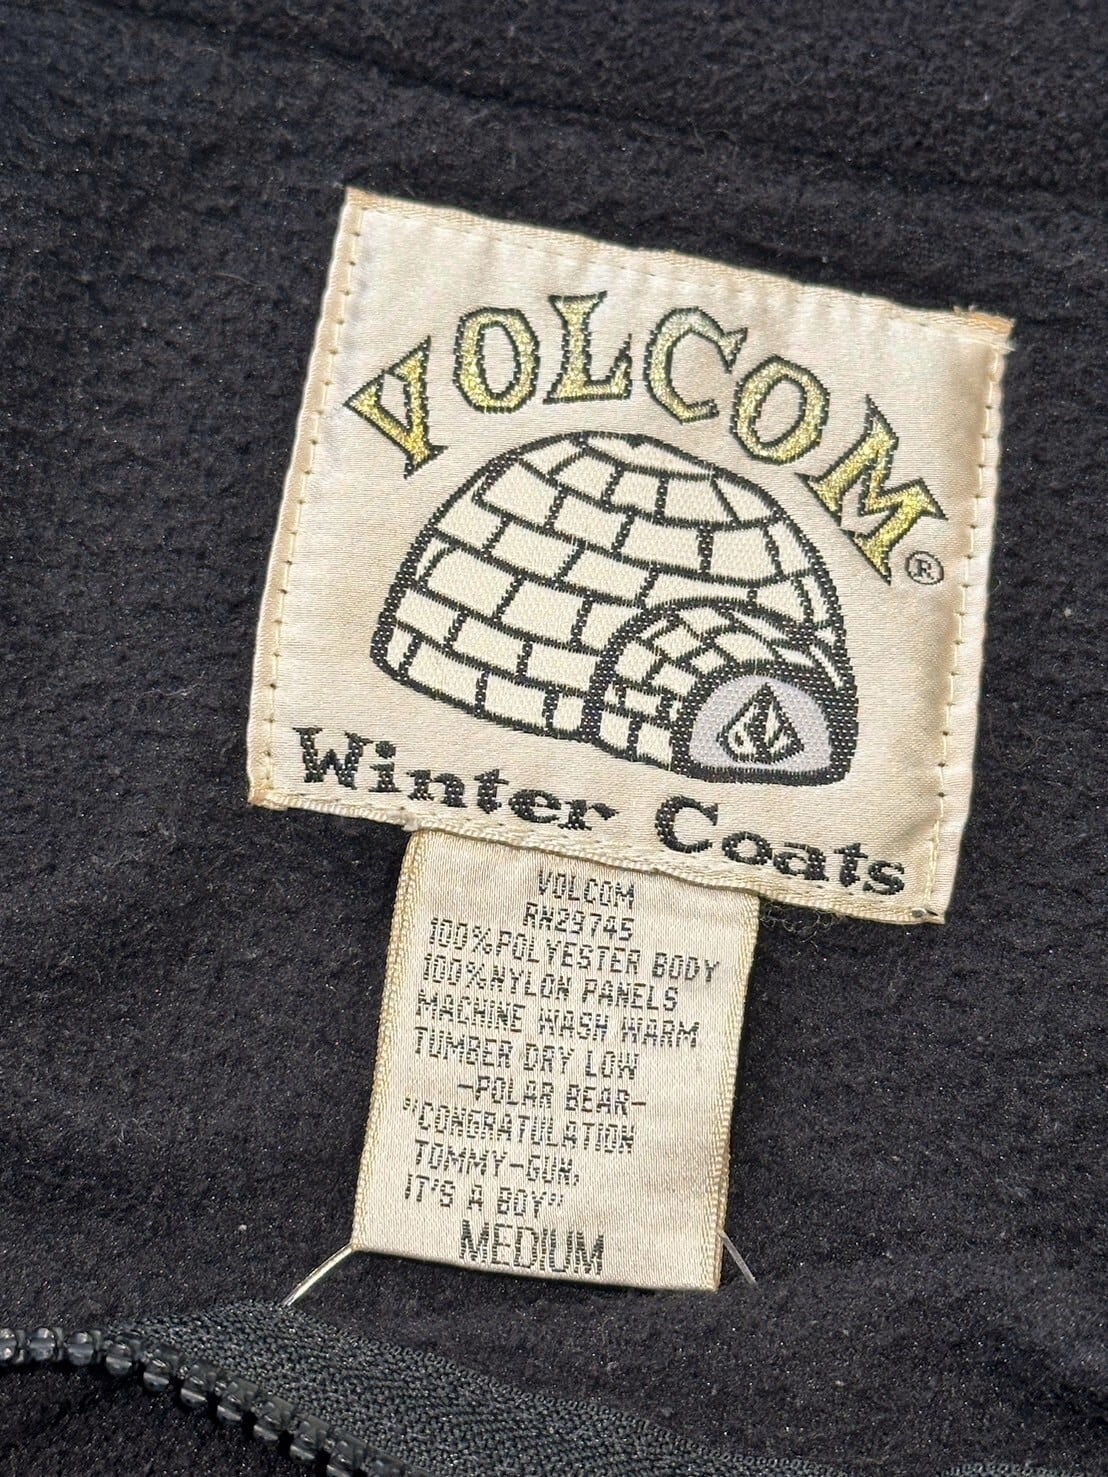 VOLCOM®
Winter Coats
VOLCOM
RN29745
100%POLYESTER BODY
100%NYLON PANELS
MACHINE WASH WARM
TUMBER DRY LOW
-POLAR BEAR-
"CONGRATULATION
TOMMY-GUN,
IT'S A BOY"
MEDIUM